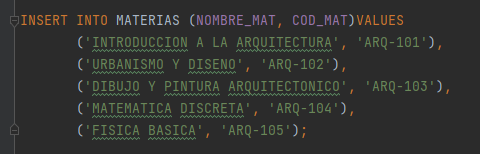 INSERT INTO MATERIAS (NOMBRE_MAT, COD_MAT)VALUES
('INTRODUCCION A LA ARQUITECTURA', 'ARQ-101'),
('URBANISMO Y DISENO', 'ARQ-102'),
('DIBUJO Y PINTURA ARQUITECTONICO', 'ARQ-103'),
('MATEMATICA DISCRETA', 'ARQ-104'),
('FISICA BASICA', 'ARQ-105');